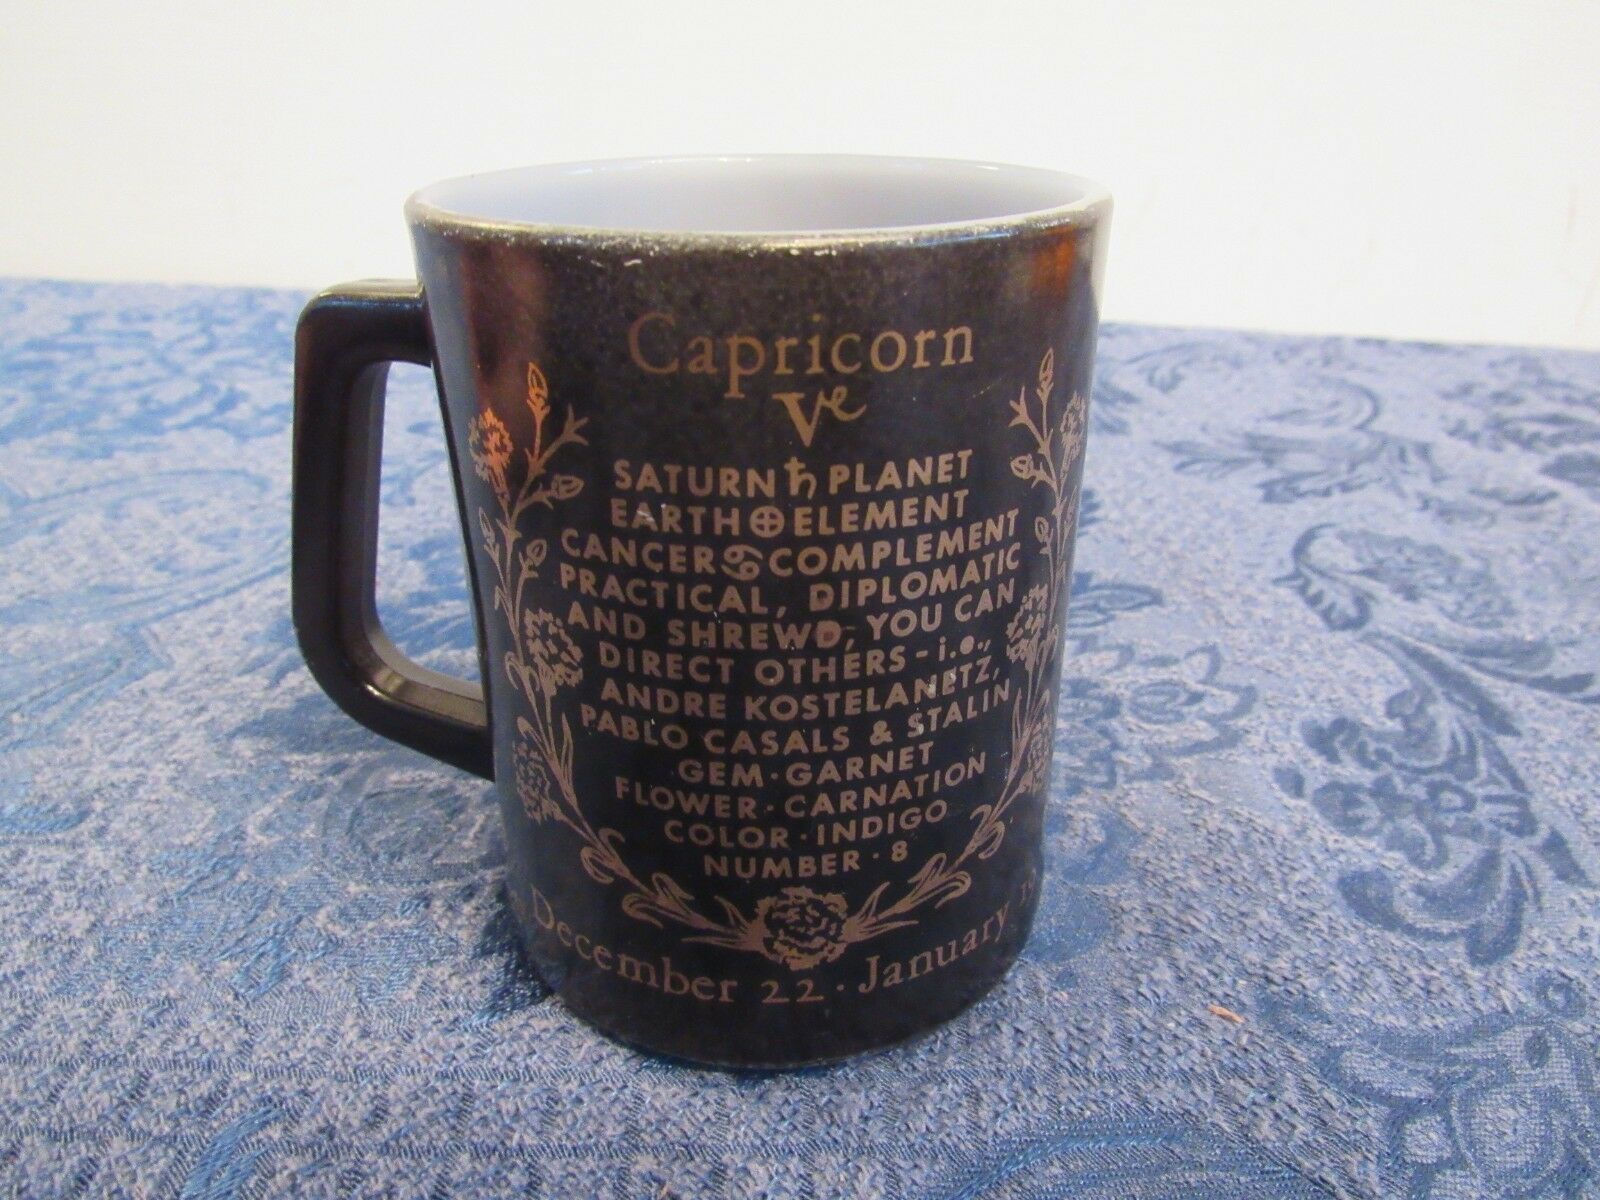 Capricorn
SATURN ♄ PLANET
EARTH ⊕ ELEMENT
CANCER ♋ COMPLEMENT
PRACTICAL, DIPLOMATIC
AND SHREWD, YOU CAN
DIRECT OTHERS - i.e.,
ANDRE KOSTELANETZ,
PABLO CASALS & STALIN
GEM · GARNET
FLOWER · CARNATION
COLOR · INDIGO
NUMBER · 8
December 22 · January